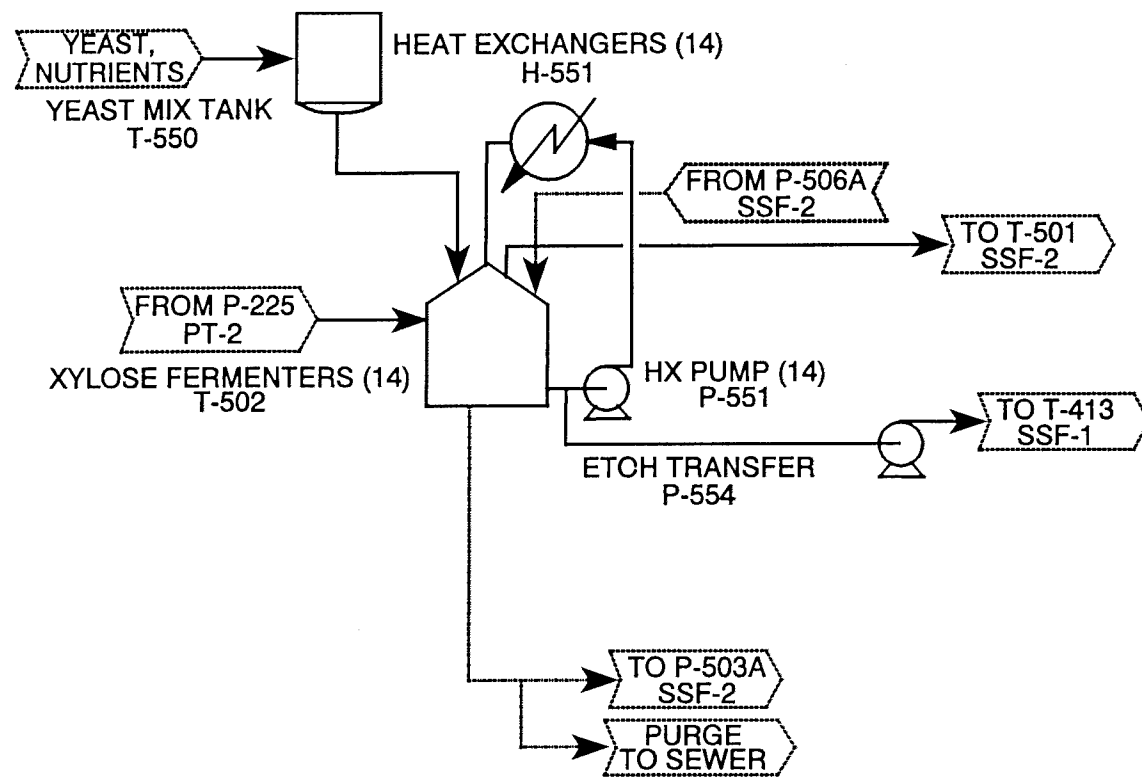 YEAST,
NUTRIENTS
YEAST MIX TANK
T-550
HEAT EXCHANGERS (14)
H-551
FROM P-506A
SSF-2
TO T-501
SSF-2
FROM P-225
PT-2
XYLOSE FERMENTERS (14)
T-502
HX PUMP (14)
P-551
TO T-413
SSF-1
ETOH TRANSFER
P-554
TO P-503A
SSF-2
PURGE
TO SEWER